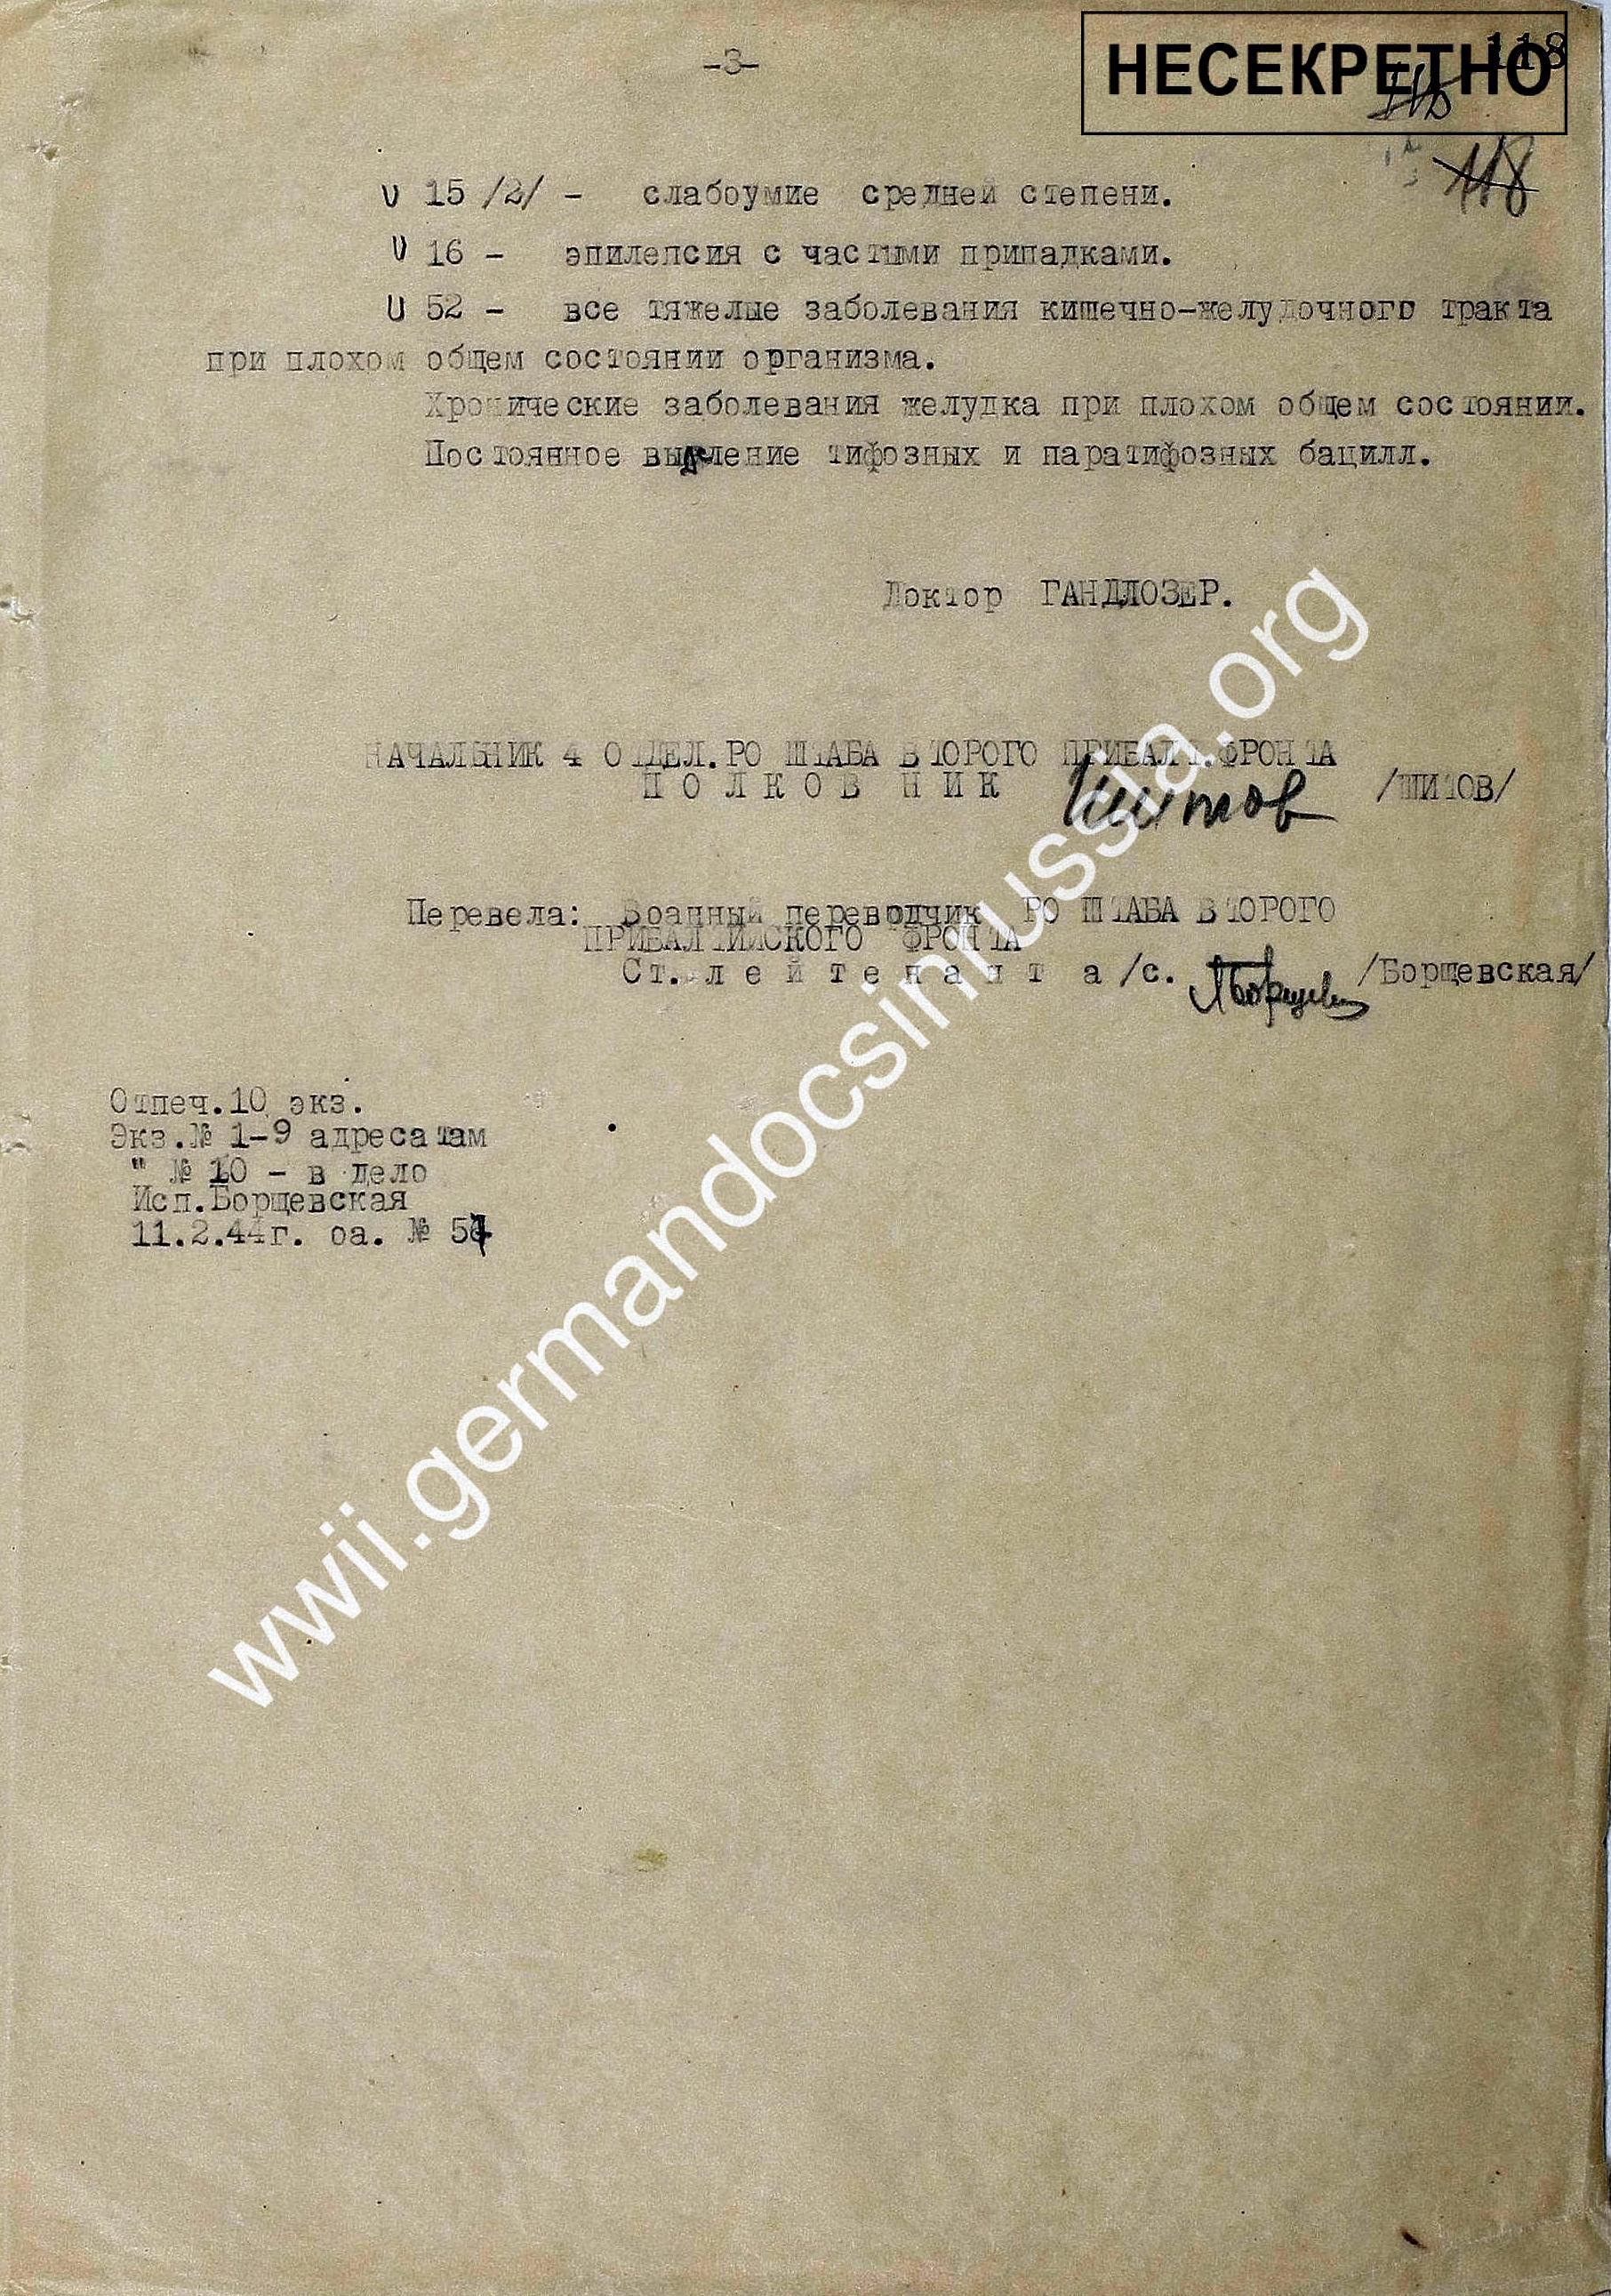 -3-
НЕСЕКРЕТНО
118
118
U 15 /2/ - слабоумие средней степени.
U 16 - эпилепсия с частыми припадками.
U 52 - все тяжелые заболевания кишечно-желудочного тракта
при плохом общем состоянии организма.
Хронические заболевания желудка при плохом общем состоянии.
Постоянное выделение тифозных и паратифозных бацилл.
Доктор ГАНДЛОЗЕР.
НАЧАЛЬНИК 4 ОТДЕЛ.РО ШТАБА ВТОРОГО ПРИБАЛТ.ФРОНТА
ПОЛКОВНИК Шитов /ШИТОВ/
Перевела: Военный переводчик РО ШТАБА ВТОРОГО
ПРИБАЛТИЙСКОГО ФРОНТА
Ст. лейтенант а/с. /Борщевская/
Отпеч.10 экз.
Экз.№ 1-9 адресатам
" № 10 - в дело
Исп.Борщевская
11.2.44г. оа. №
wwii.germandocsinrussia.org